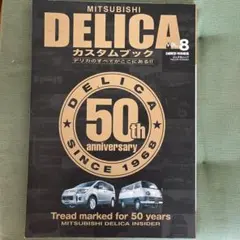 MITSUBISHI
DELICA
カスタムブック
デリカのすべてがここにある!!
8
DELICA
50th
anniversary
SINCE 1968
Tread marked for 50 years
MITSUBISHI DELICA INSIDER